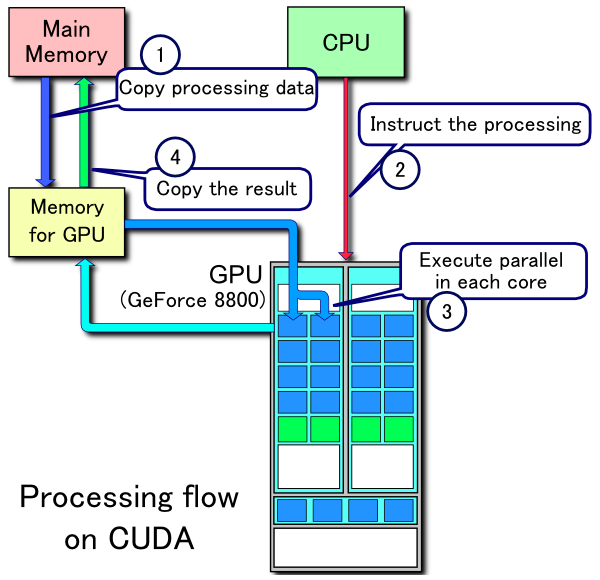 Main
Memory
CPU
1
Copy processing data
Instruct the processing
2
4
Copy the result
Memory
for GPU
GPU
(GeForce 8800)
Execute parallel
in each core
3
Processing flow
on CUDA